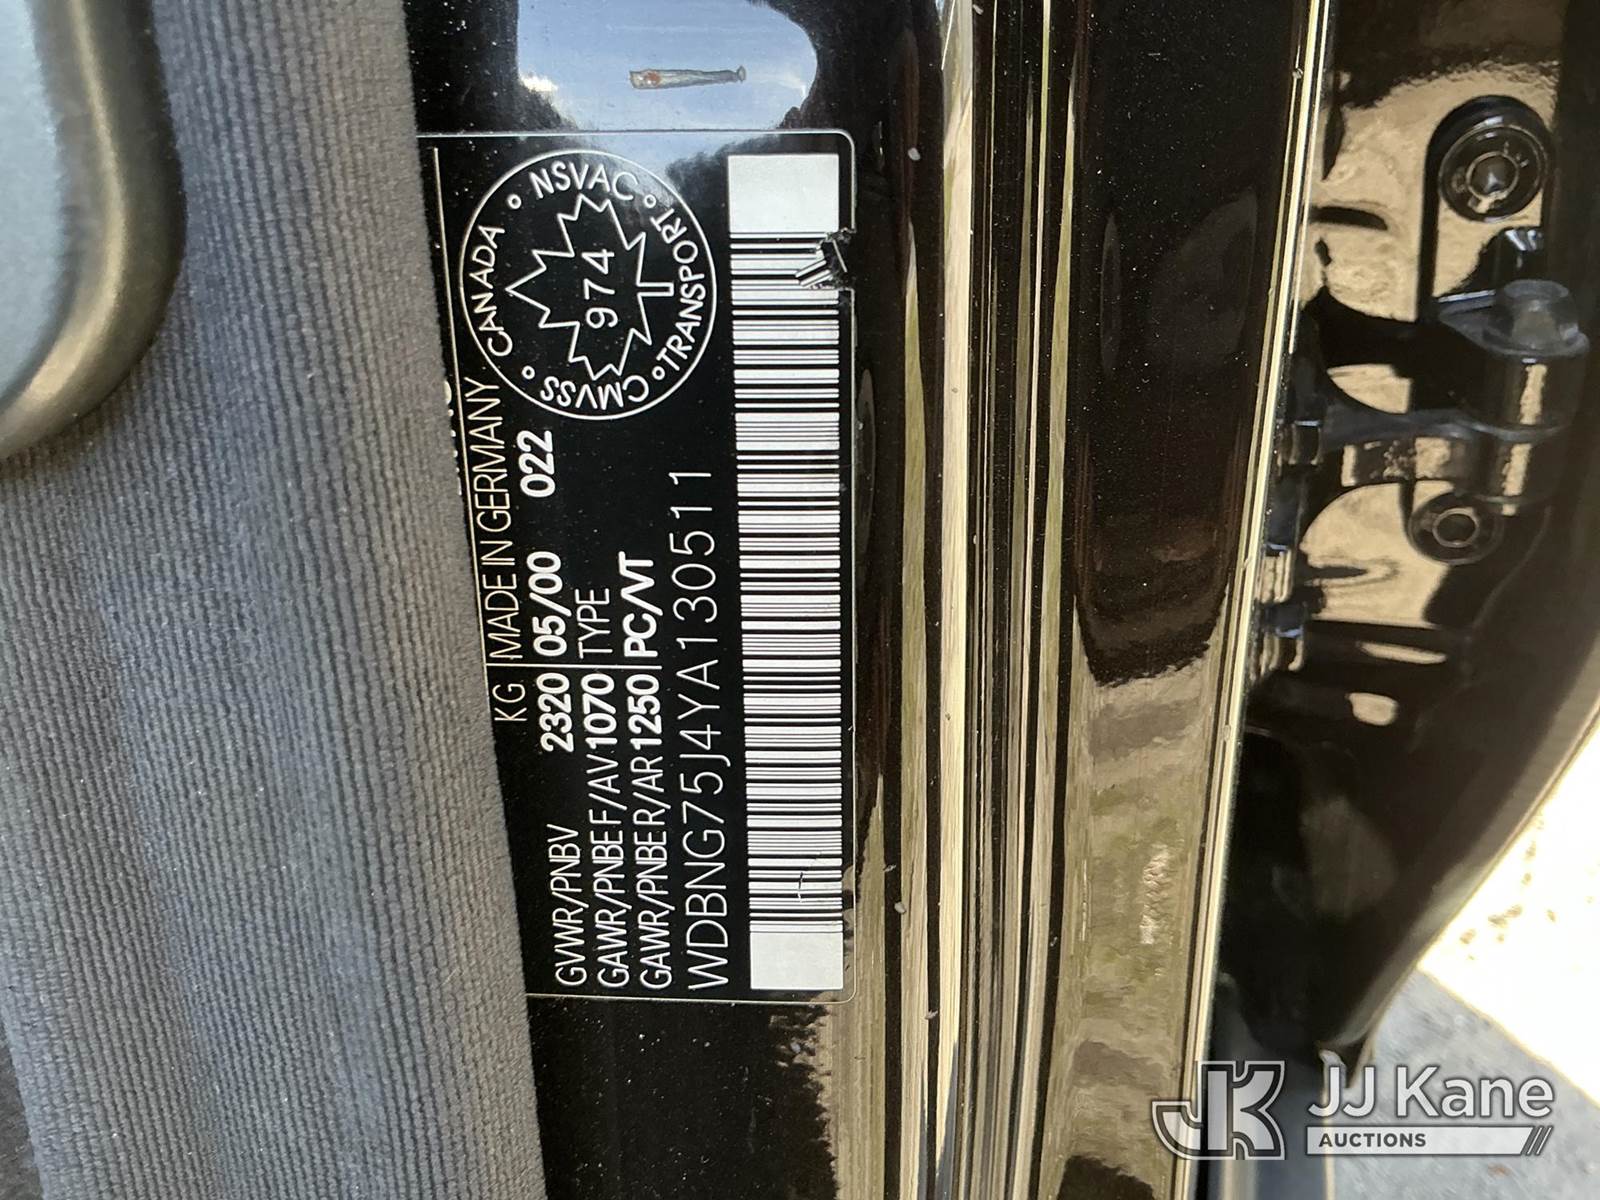 KG MADE IN GERMANY
GVWR/PNBV 2320 05/00 022
GAWR/PNBE F/AV 1070 TYPE
GAWR/PNBE R/AR 1250 PC/VT
WDBNG75J4YA130511
CANADA ° NSVAC ° TRANSPORT ° CMVSS °
974
JK JJ Kane
AUCTIONS